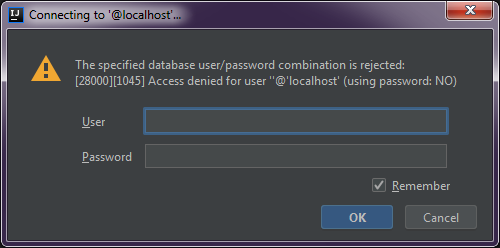 IJ
Connecting to '@localhost'...
The specified database user/password combination is rejected:
[28000][1045] Access denied for user ''@'localhost' (using password: NO)
User
Password
Remember
OK
Cancel